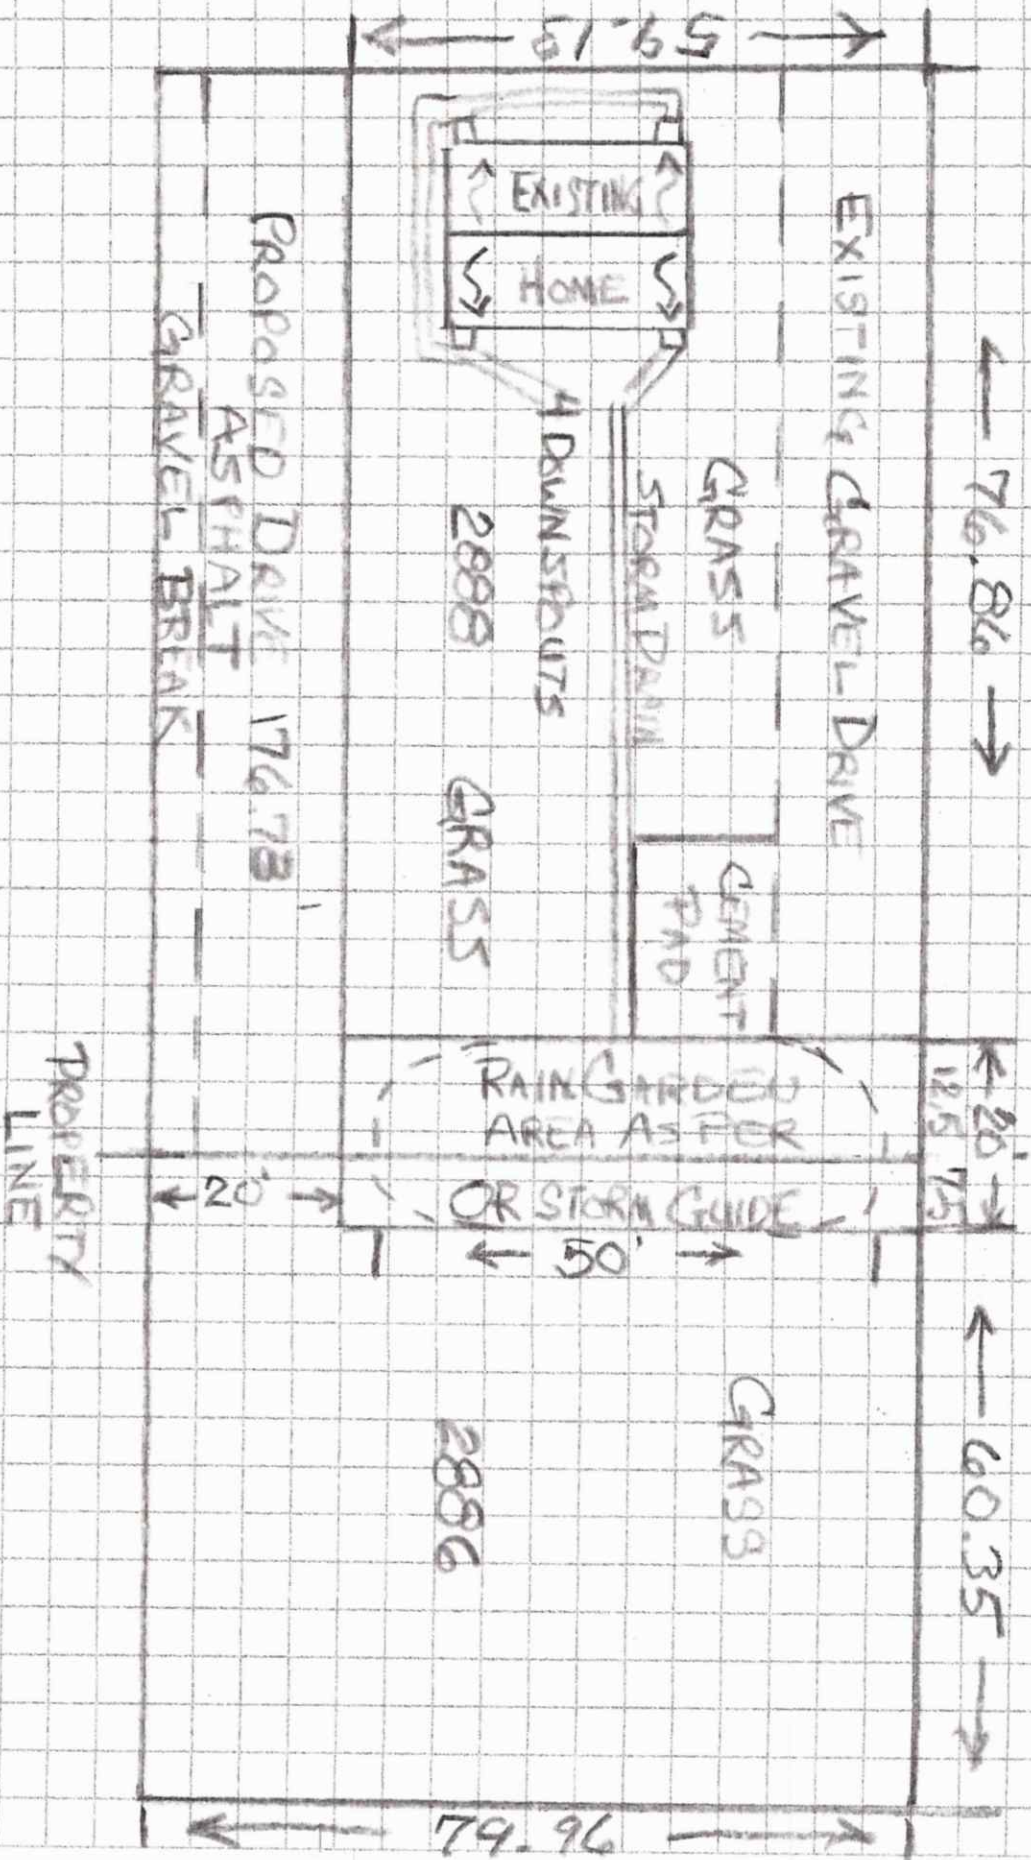 59.13
EXISTING GRAVEL DRIVE
← 76.86 →
EXISTING
HOME
GRASS
STORM DRAIN
4 DOWNSPOUTS
2888 GRASS
CEMENT
PAD
PROPOSED DRIVE 176.78'
ASPHALT
GRAVEL BREAK
PROPERTY
LINE
RAIN GARDEN
AREA AS PER
OR STORM GUIDE
← 20' →
12.5 7.5
← 20' →
← 50' →
← 60.35 →
GRASS
2886
79.96